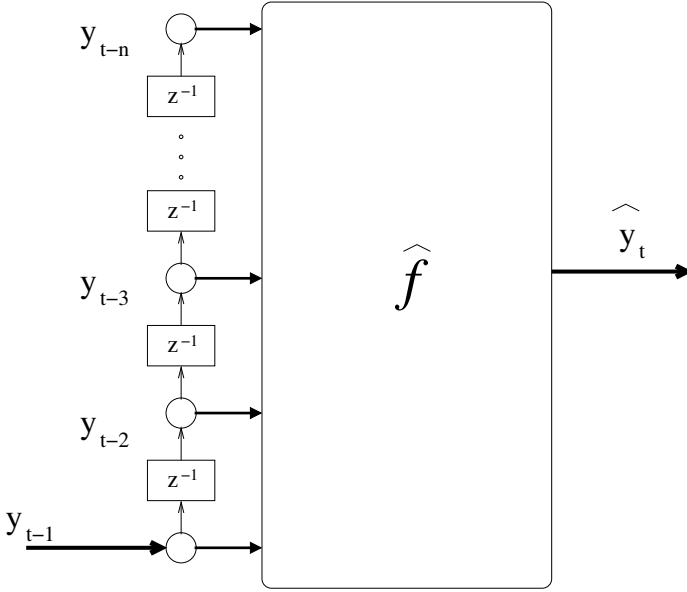 y_{t−n}
z^{−1}
z^{−1}
y_{t−3}
\hat{f}
\hat{y}_t
z^{−1}
y_{t−2}
z^{−1}
y_{t−1}